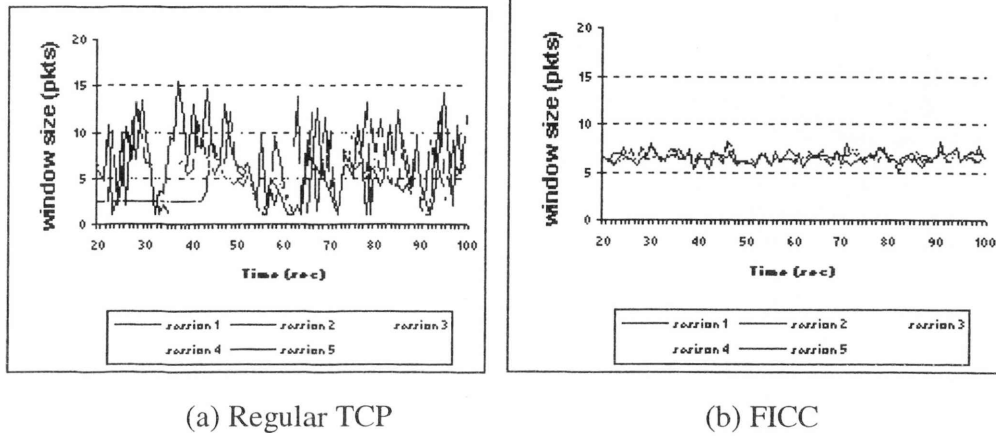 window size (pkts)
20
15
10
5
0
20 30 40 50 60 70 80 90 100
Time (sec)
session 1 session 2 session 3
session 4 session 5
(a) Regular TCP
window size (pkts)
20
15
10
5
0
20 30 40 50 60 70 80 90 100
Time (sec)
session 1 session 2 session 3
session 4 session 5
(b) FICC